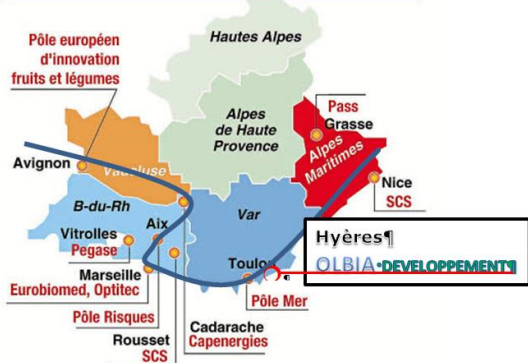 Pôle européen
d'innovation
fruits et légumes
Hautes Alpes
Alpes
de Haute
Provence
Pass
Grasse
Alpes
Maritimes
Avignon
Vaucluse
Nice
SCS
B-du-Rh
Var
Aix
Vitrolles
Pegase
Hyères¶
OLBIA·DEVELOPPEMENT¶
Marseille
Eurobiomed, Optitec
Toulon
¶
Pôle Mer
Pôle Risques
Cadarache
Capenergies
Rousset
SCS